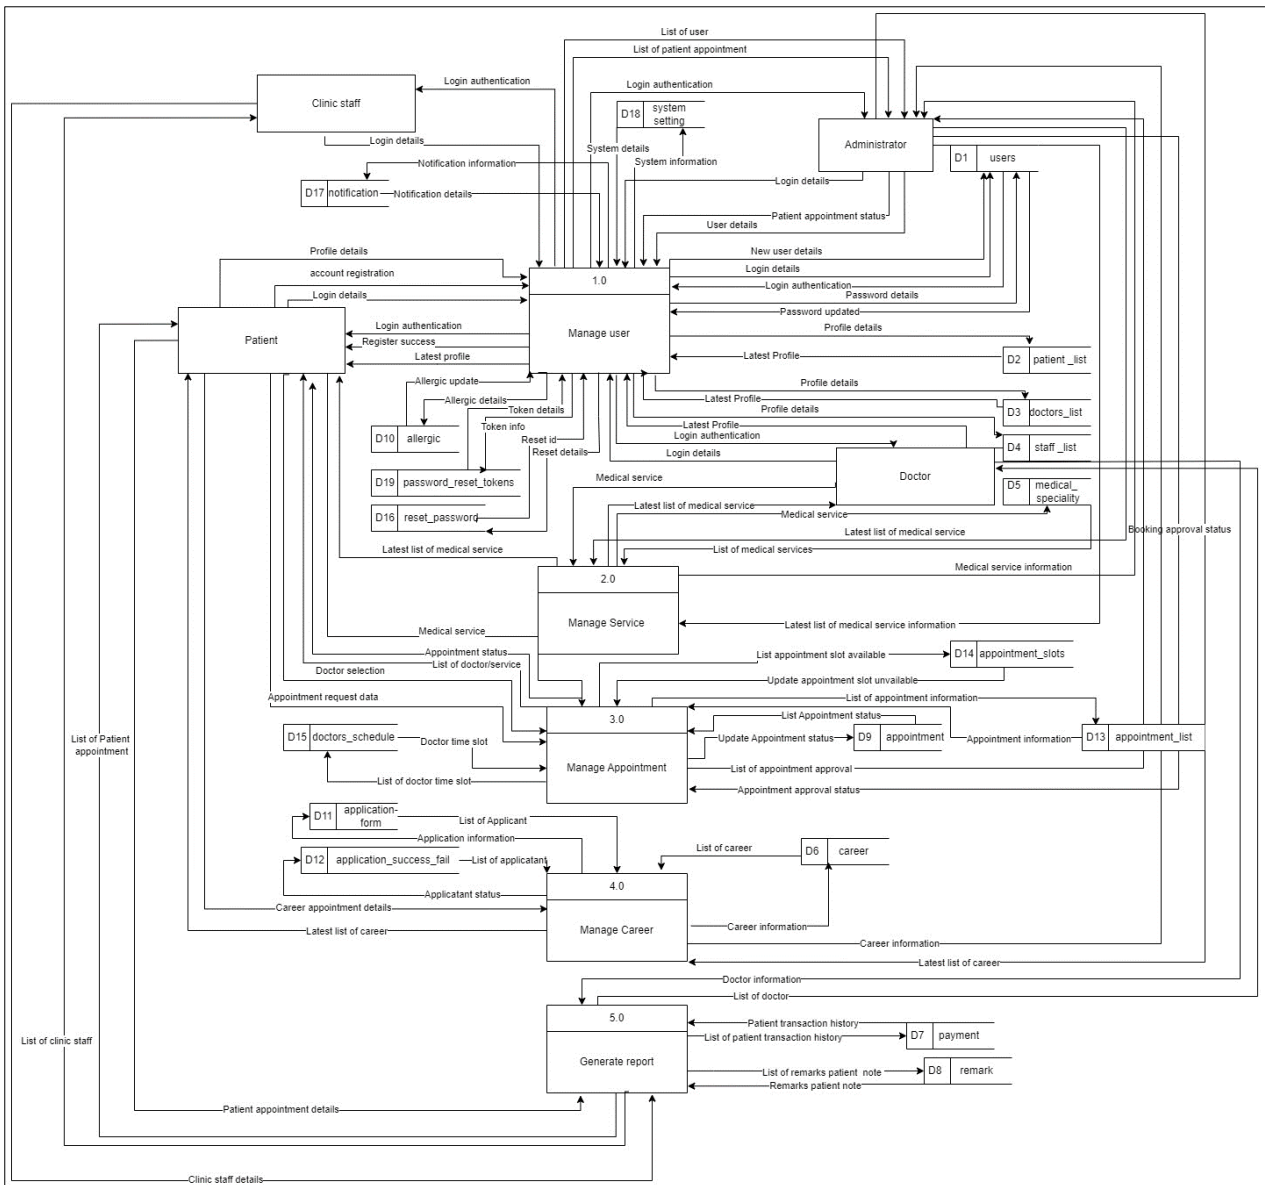 List of user
List of patient appointment
Login authentication
Login authentication
Clinic staff
D18
system
setting
Administrator
Login details
System details
System information
D1
users
Notification information
D17
notification
Notification details
Login details
Patient appointment status
User details
Profile details
New user details
account registration
Login details
1.0
Login details
Login authentication
Password details
Password updated
Patient
Manage user
Login authentication
Register success
Latest profile
Profile details
Latest Profile
D2
patient _list
Allergic update
Allergic details
Profile details
Latest Profile
D3
doctors_list
Token details
Profile details
Token info
Latest Profile
D10
allergic
Reset id
Reset details
Login authentication
Login details
D4
staff _list
D19
password_reset_tokens
Medical service
Doctor
D5
medical_
speciality
D16
reset_password
Latest list of medical service
Medical service
Booking approval status
Latest list of medical service
Latest list of medical service
List of medical services
2.0
Medical service information
Manage Service
Latest list of medical service information
Medical service
Appointment status
List of doctor/service
Doctor selection
List appointment slot available
D14
appointment_slots
Update appointment slot unvailable
Appointment request data
List of appointment information
3.0
List Appointment status
List of Patient
appointment
D15
doctors_schedule
Doctor time slot
Update Appointment status
D9
appointment
Appointment information
D13
appointment_list
Manage Appointment
List of doctor time slot
List of appointment approval
Appointment approval status
D11
application-
form
List of Applicant
Application information
D12
application_success_fail
List of applicatant
List of career
D6
career
Applicatant status
4.0
Career appointment details
Latest list of career
Manage Career
Career information
Career information
Latest list of career
Doctor information
List of doctor
5.0
Patient transaction history
List of patient transaction history
D7
payment
List of clinic staff
Generate report
List of remarks patient note
D8
remark
Remarks patient note
Patient appointment details
Clinic staff details